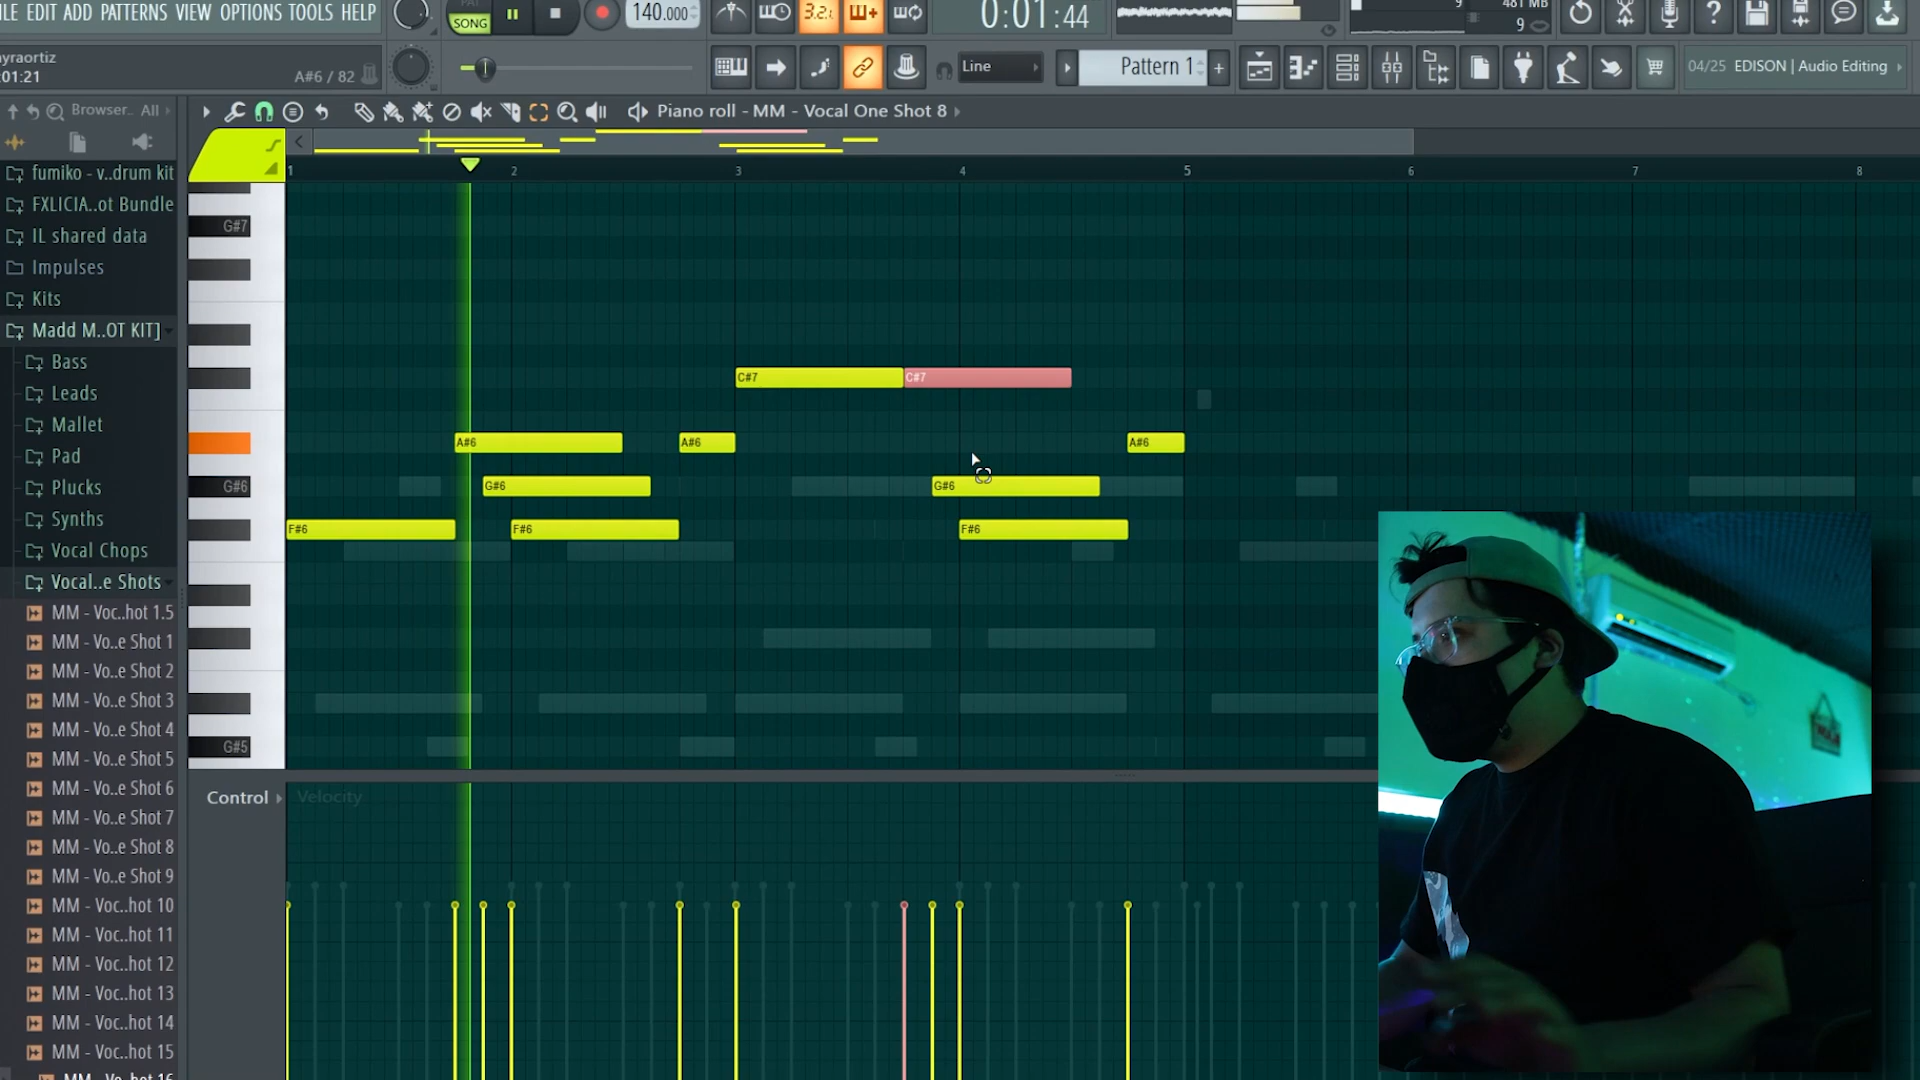 ILE EDIT ADD PATTERNS VIEW OPTIONS TOOLS HELP
SONG
140.000
3.2.
0:01:44
9
481 MB
9
yraortiz
:01:21
A#6 / 82
Line
Pattern 1
04/25 EDISON | Audio Editing
Browser.. All
Piano roll - MM - Vocal One Shot 8
1 2 3 4 5 6 7 8
fumiko - v..drum kit
FXLICIA..ot Bundle
IL shared data
Impulses
Kits
Madd M..OT KIT]
Bass
Leads
Mallet
Pad
Plucks
Synths
Vocal Chops
Vocal..e Shots
MM - Voc..hot 1.5
MM - Vo..e Shot 1
MM - Vo..e Shot 2
MM - Vo..e Shot 3
MM - Vo..e Shot 4
MM - Vo..e Shot 5
MM - Vo..e Shot 6
MM - Vo..e Shot 7
MM - Vo..e Shot 8
MM - Vo..e Shot 9
MM - Voc..hot 10
MM - Voc..hot 11
MM - Voc..hot 12
MM - Voc..hot 13
MM - Voc..hot 14
MM - Voc..hot 15
G#7
C#7 C#7
A#6 A#6 A#6
G#6 G#6 G#6
F#6 F#6 F#6
G#5
Control Velocity